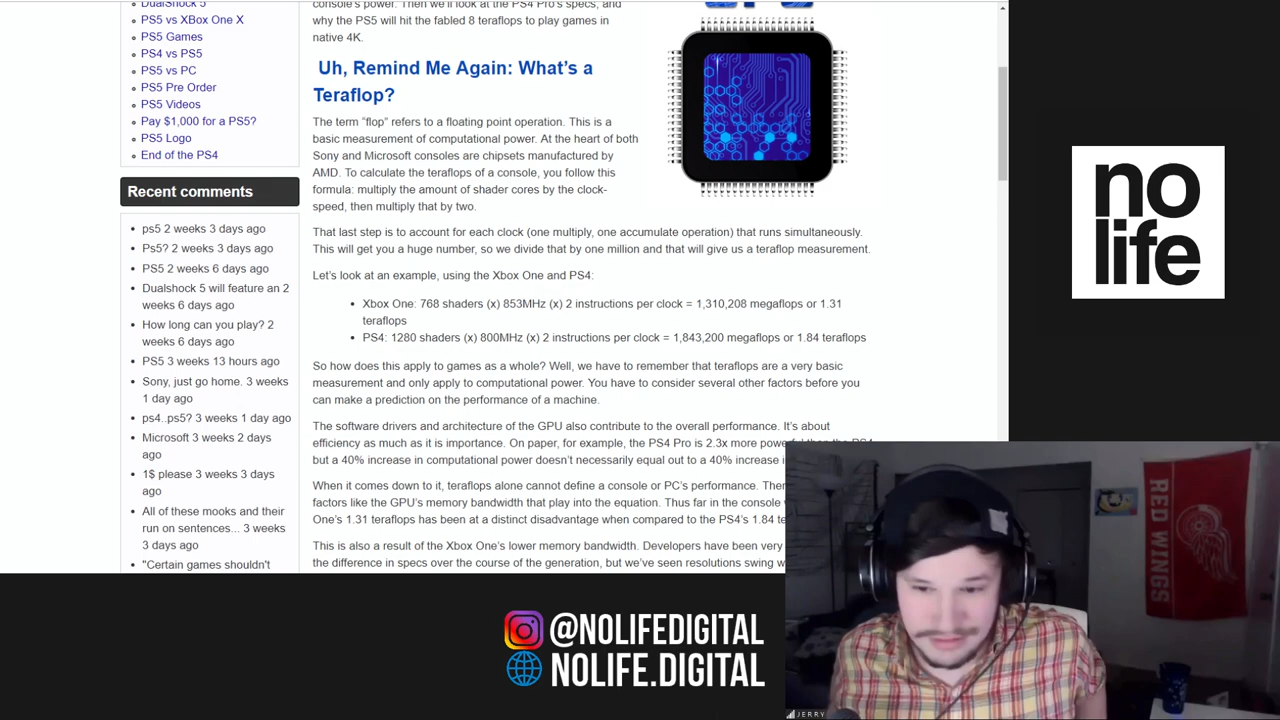 DualShock 5
PS5 vs XBox One X
PS5 Games
PS4 vs PS5
PS5 vs PC
PS5 Pre Order
PS5 Videos
Pay $1,000 for a PS5?
PS5 Logo
End of the PS4
Recent comments
ps5 2 weeks 3 days ago
Ps5? 2 weeks 3 days ago
PS5 2 weeks 6 days ago
Dualshock 5 will feature an 2
weeks 6 days ago
How long can you play? 2
weeks 6 days ago
PS5 3 weeks 13 hours ago
Sony, just go home. 3 weeks
1 day ago
ps4..ps5? 3 weeks 1 day ago
Microsoft 3 weeks 2 days
ago
1$ please 3 weeks 3 days
ago
All of these mooks and their
run on sentences... 3 weeks
3 days ago
"Certain games shouldn't
console's power. Then we'll look at the PS4 Pro's specs, and
why the PS5 will hit the fabled 8 teraflops to play games in
native 4K.
Uh, Remind Me Again: What's a
Teraflop?
The term "flop" refers to a floating point operation. This is a
basic measurement of computational power. At the heart of both
Sony and Microsoft consoles are chipsets manufactured by
AMD. To calculate the teraflops of a console, you follow this
formula: multiply the amount of shader cores by the clock-
speed, then multiply that by two.
That last step is to account for each clock (one multiply, one accumulate operation) that runs simultaneously.
This will get you a huge number, so we divide that by one million and that will give us a teraflop measurement.
Let's look at an example, using the Xbox One and PS4:
Xbox One: 768 shaders (x) 853MHz (x) 2 instructions per clock = 1,310,208 megaflops or 1.31
teraflops
PS4: 1280 shaders (x) 800MHz (x) 2 instructions per clock = 1,843,200 megaflops or 1.84 teraflops
So how does this apply to games as a whole? Well, we have to remember that teraflops are a very basic
measurement and only apply to computational power. You have to consider several other factors before you
can make a prediction on the performance of a machine.
The software drivers and architecture of the GPU also contribute to the overall performance. It's about
efficiency as much as it is importance. On paper, for example, the PS4 Pro is 2.3x more powerful than the PS4
but a 40% increase in computational power doesn't necessarily equal out to a 40% increase
When it comes down to it, teraflops alone cannot define a console or PC's performance.
factors like the GPU's memory bandwidth that play into the equation. Thus far in the console
One's 1.31 teraflops has been at a distinct disadvantage when compared to the PS4's 1.84
This is also a result of the Xbox One's lower memory bandwidth. Developers have been very
the difference in specs over the course of the generation, but we've seen resolutions swing
no
life
RED WINGS
@NOLIFEDIGITAL
NOLIFE.DIGITAL
JERRY